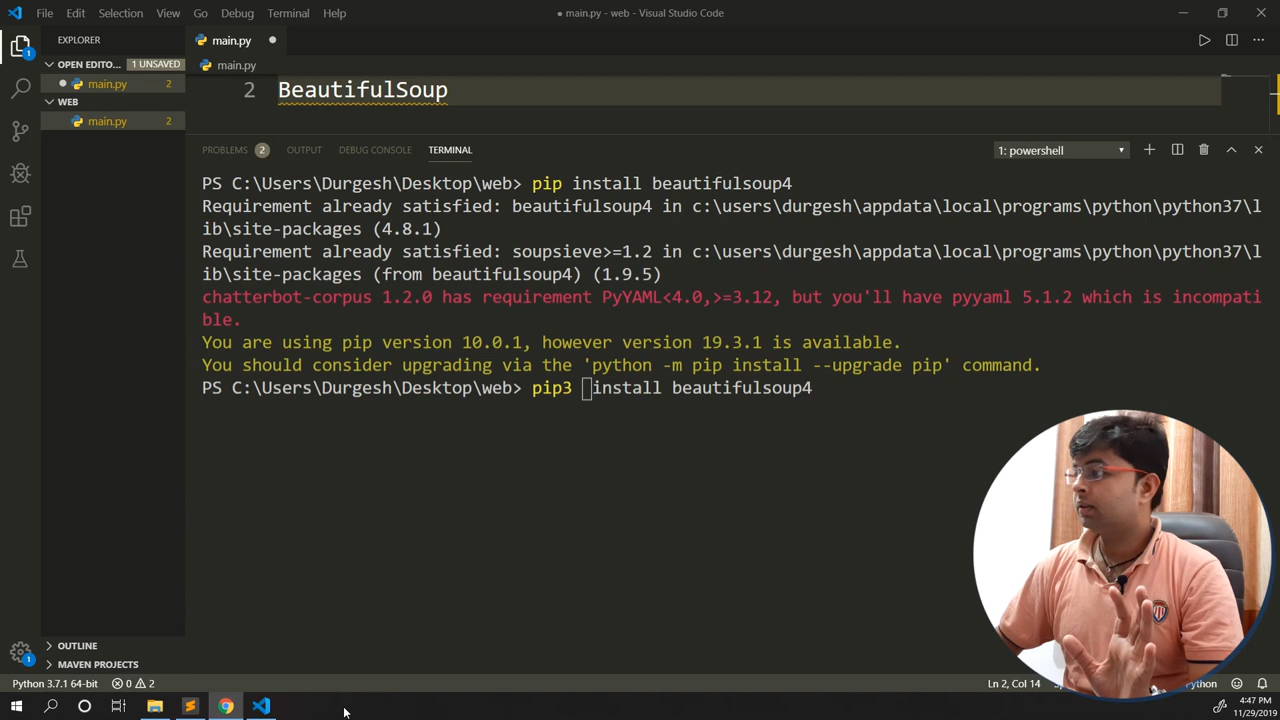 File Edit Selection View Go Debug Terminal Help
main.py - web - Visual Studio Code
EXPLORER
main.py
OPEN EDITO... 1 UNSAVED
main.py
main.py 2
2 BeautifulSoup
WEB
main.py 2
PROBLEMS 2 OUTPUT DEBUG CONSOLE TERMINAL
1: powershell
PS C:\Users\Durgesh\Desktop\web> pip install beautifulsoup4
Requirement already satisfied: beautifulsoup4 in c:\users\durgesh\appdata\local\programs\python\python37\l
ib\site-packages (4.8.1)
Requirement already satisfied: soupsieve>=1.2 in c:\users\durgesh\appdata\local\programs\python\python37\l
ib\site-packages (from beautifulsoup4) (1.9.5)
chatterbot-corpus 1.2.0 has requirement PyYAML<4.0,>=3.12, but you'll have pyyaml 5.1.2 which is incompati
ble.
You are using pip version 10.0.1, however version 19.3.1 is available.
You should consider upgrading via the 'python -m pip install --upgrade pip' command.
PS C:\Users\Durgesh\Desktop\web> pip3 install beautifulsoup4
OUTLINE
MAVEN PROJECTS
1
1
Python 3.7.1 64-bit 0 2
Ln 2, Col 14
Python
4:47 PM
11/29/2019